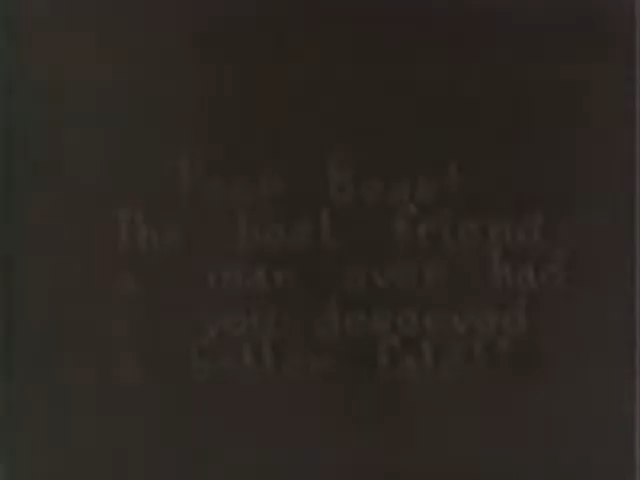 The best friend
a man ever had
you deserved
a better fate!"